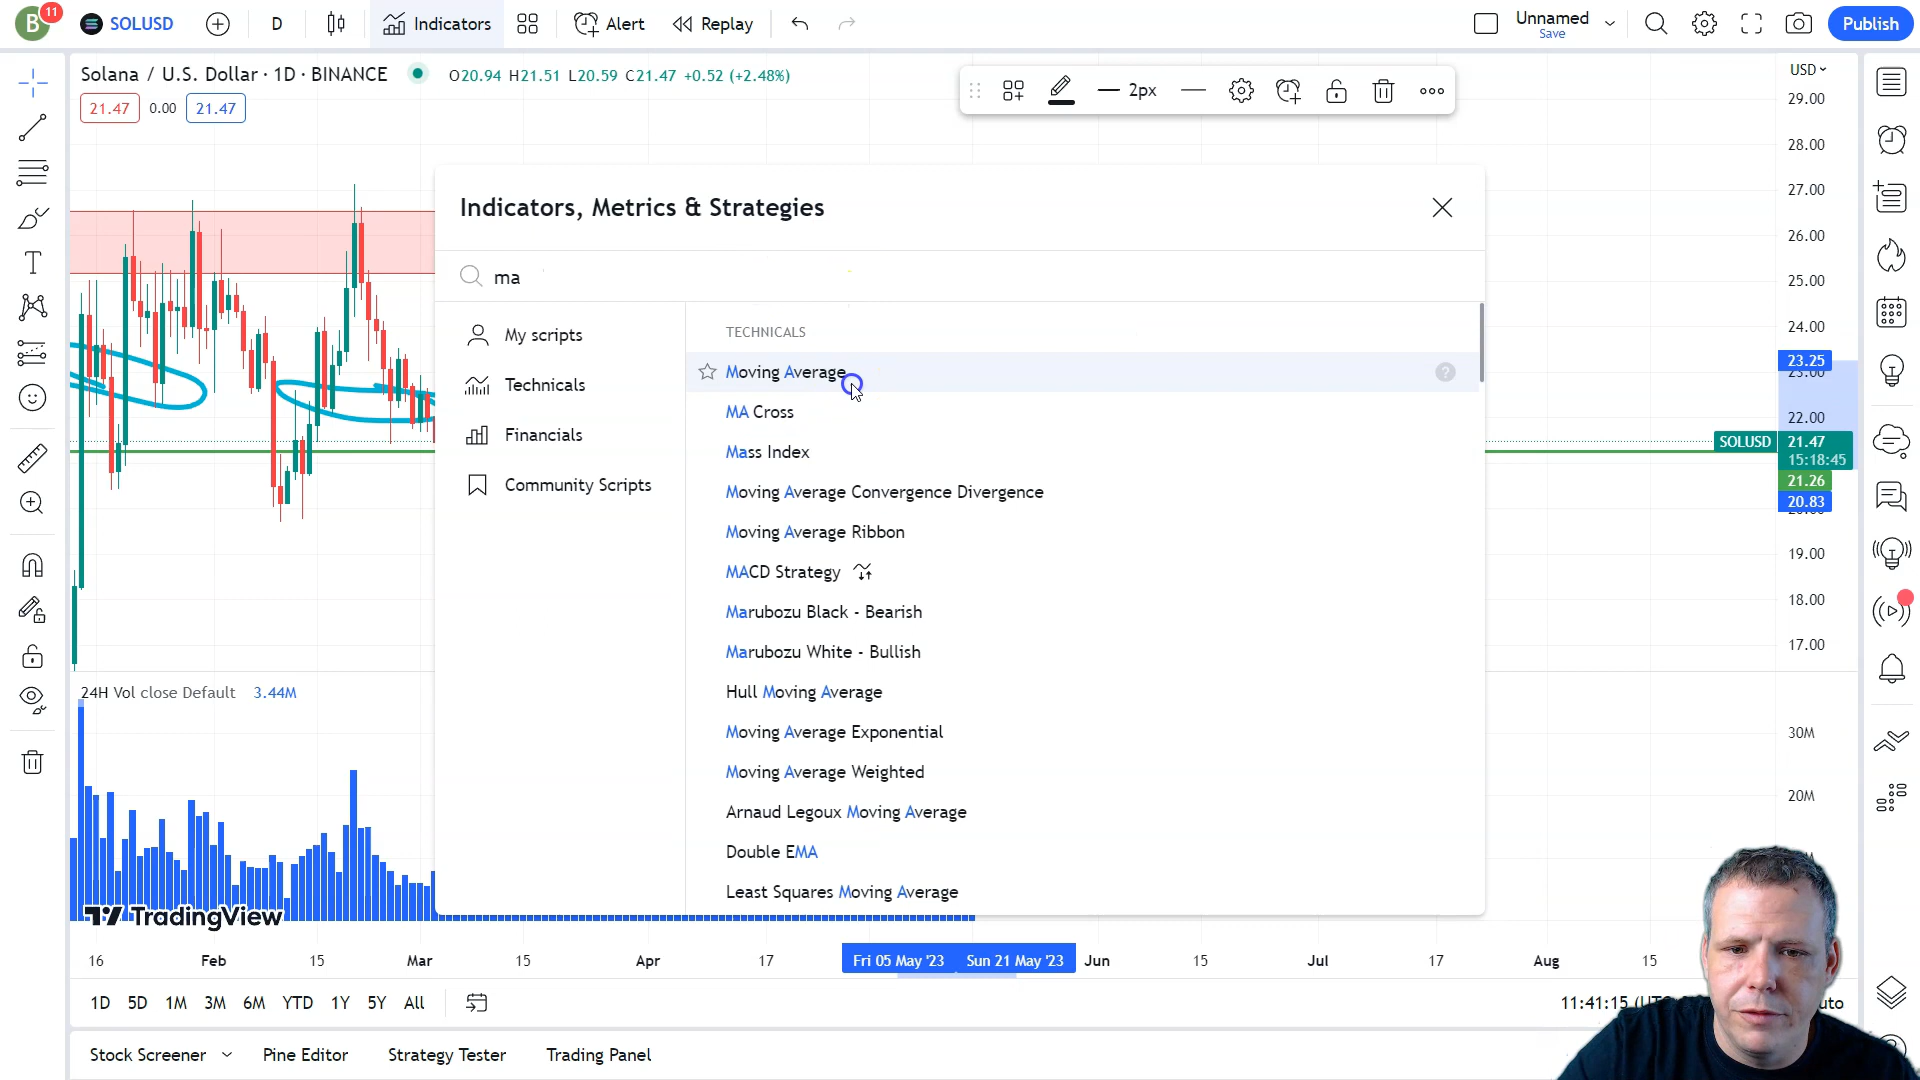 B
11
SOLUSD
D
Indicators
Alert
Replay
Unnamed
Save
Publish
Solana / U.S. Dollar · 1D · BINANCE
O20.94 H21.51 L20.59 C21.47 +0.52 (+2.48%)
21.47
0.00
21.47
2px
USD
29.00
28.00
27.00
26.00
25.00
24.00
23.25
23.00
22.00
SOLUSD
21.47
15:18:45
21.26
20.83
19.00
18.00
17.00
Indicators, Metrics & Strategies
ma
My scripts
Technicals
Financials
Community Scripts
TECHNICALS
Moving Average
?
MA Cross
Mass Index
Moving Average Convergence Divergence
Moving Average Ribbon
MACD Strategy
Marubozu Black - Bearish
Marubozu White - Bullish
Hull Moving Average
Moving Average Exponential
Moving Average Weighted
Arnaud Legoux Moving Average
Double EMA
Least Squares Moving Average
24H Vol close Default 3.44M
30M
20M
TradingView
16
Feb
15
Mar
15
Apr
17
Fri 05 May '23
Sun 21 May '23
Jun
15
Jul
17
Aug
15
1D
5D
1M
3M
6M
YTD
1Y
5Y
All
11:41:15
Stock Screener
Pine Editor
Strategy Tester
Trading Panel